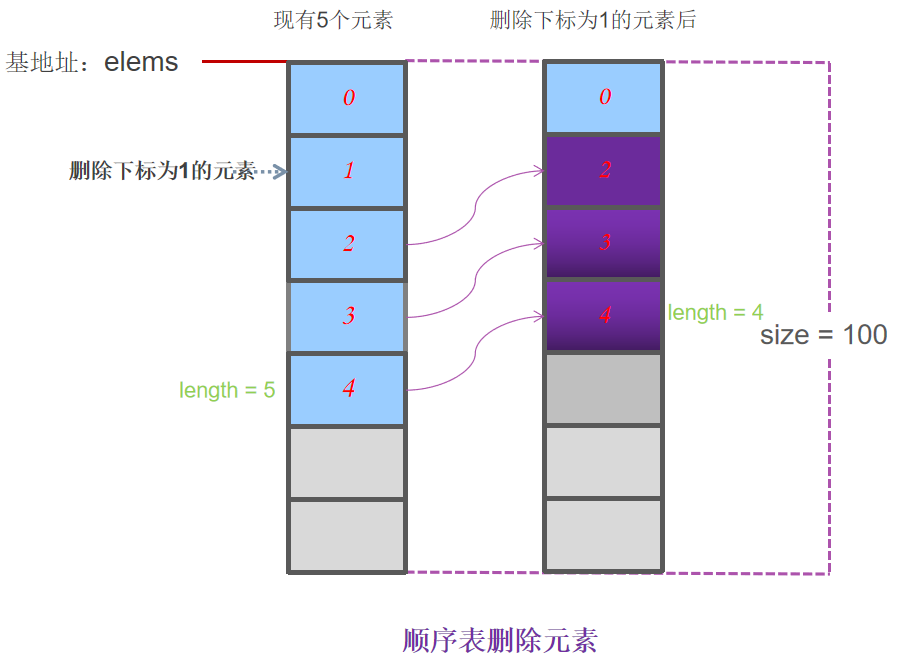 现有5个元素
删除下标为1的元素后
基地址：elems
0
0
删除下标为1的元素
1
2
2
3
3
4
length = 4
size = 100
length = 5
4
顺序表删除元素